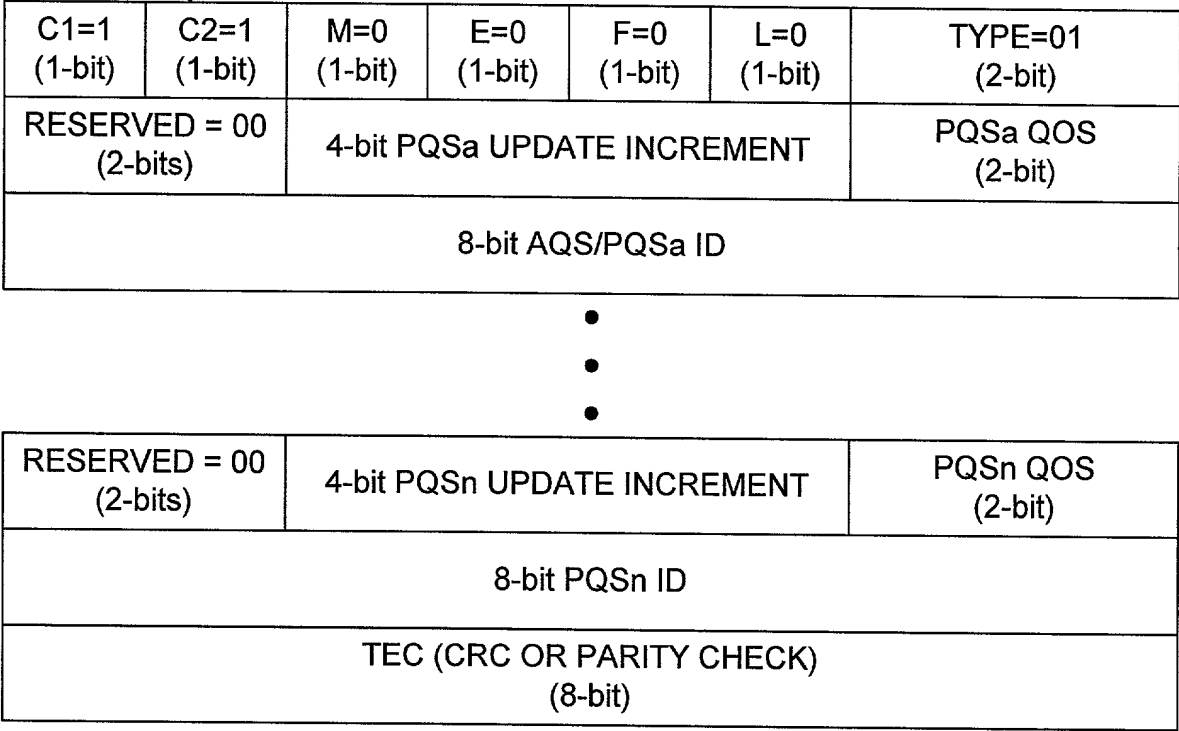 C1=1 C2=1 M=0 E=0 F=0 L=0 TYPE=01
(1-bit) (1-bit) (1-bit) (1-bit) (1-bit) (1-bit) (2-bit)
RESERVED = 00
(2-bits)
4-bit PQSa UPDATE INCREMENT
PQSa QOS
(2-bit)
8-bit AQS/PQSa ID
RESERVED = 00
(2-bits)
4-bit PQSn UPDATE INCREMENT
PQSn QOS
(2-bit)
8-bit PQSn ID
TEC (CRC OR PARITY CHECK)
(8-bit)